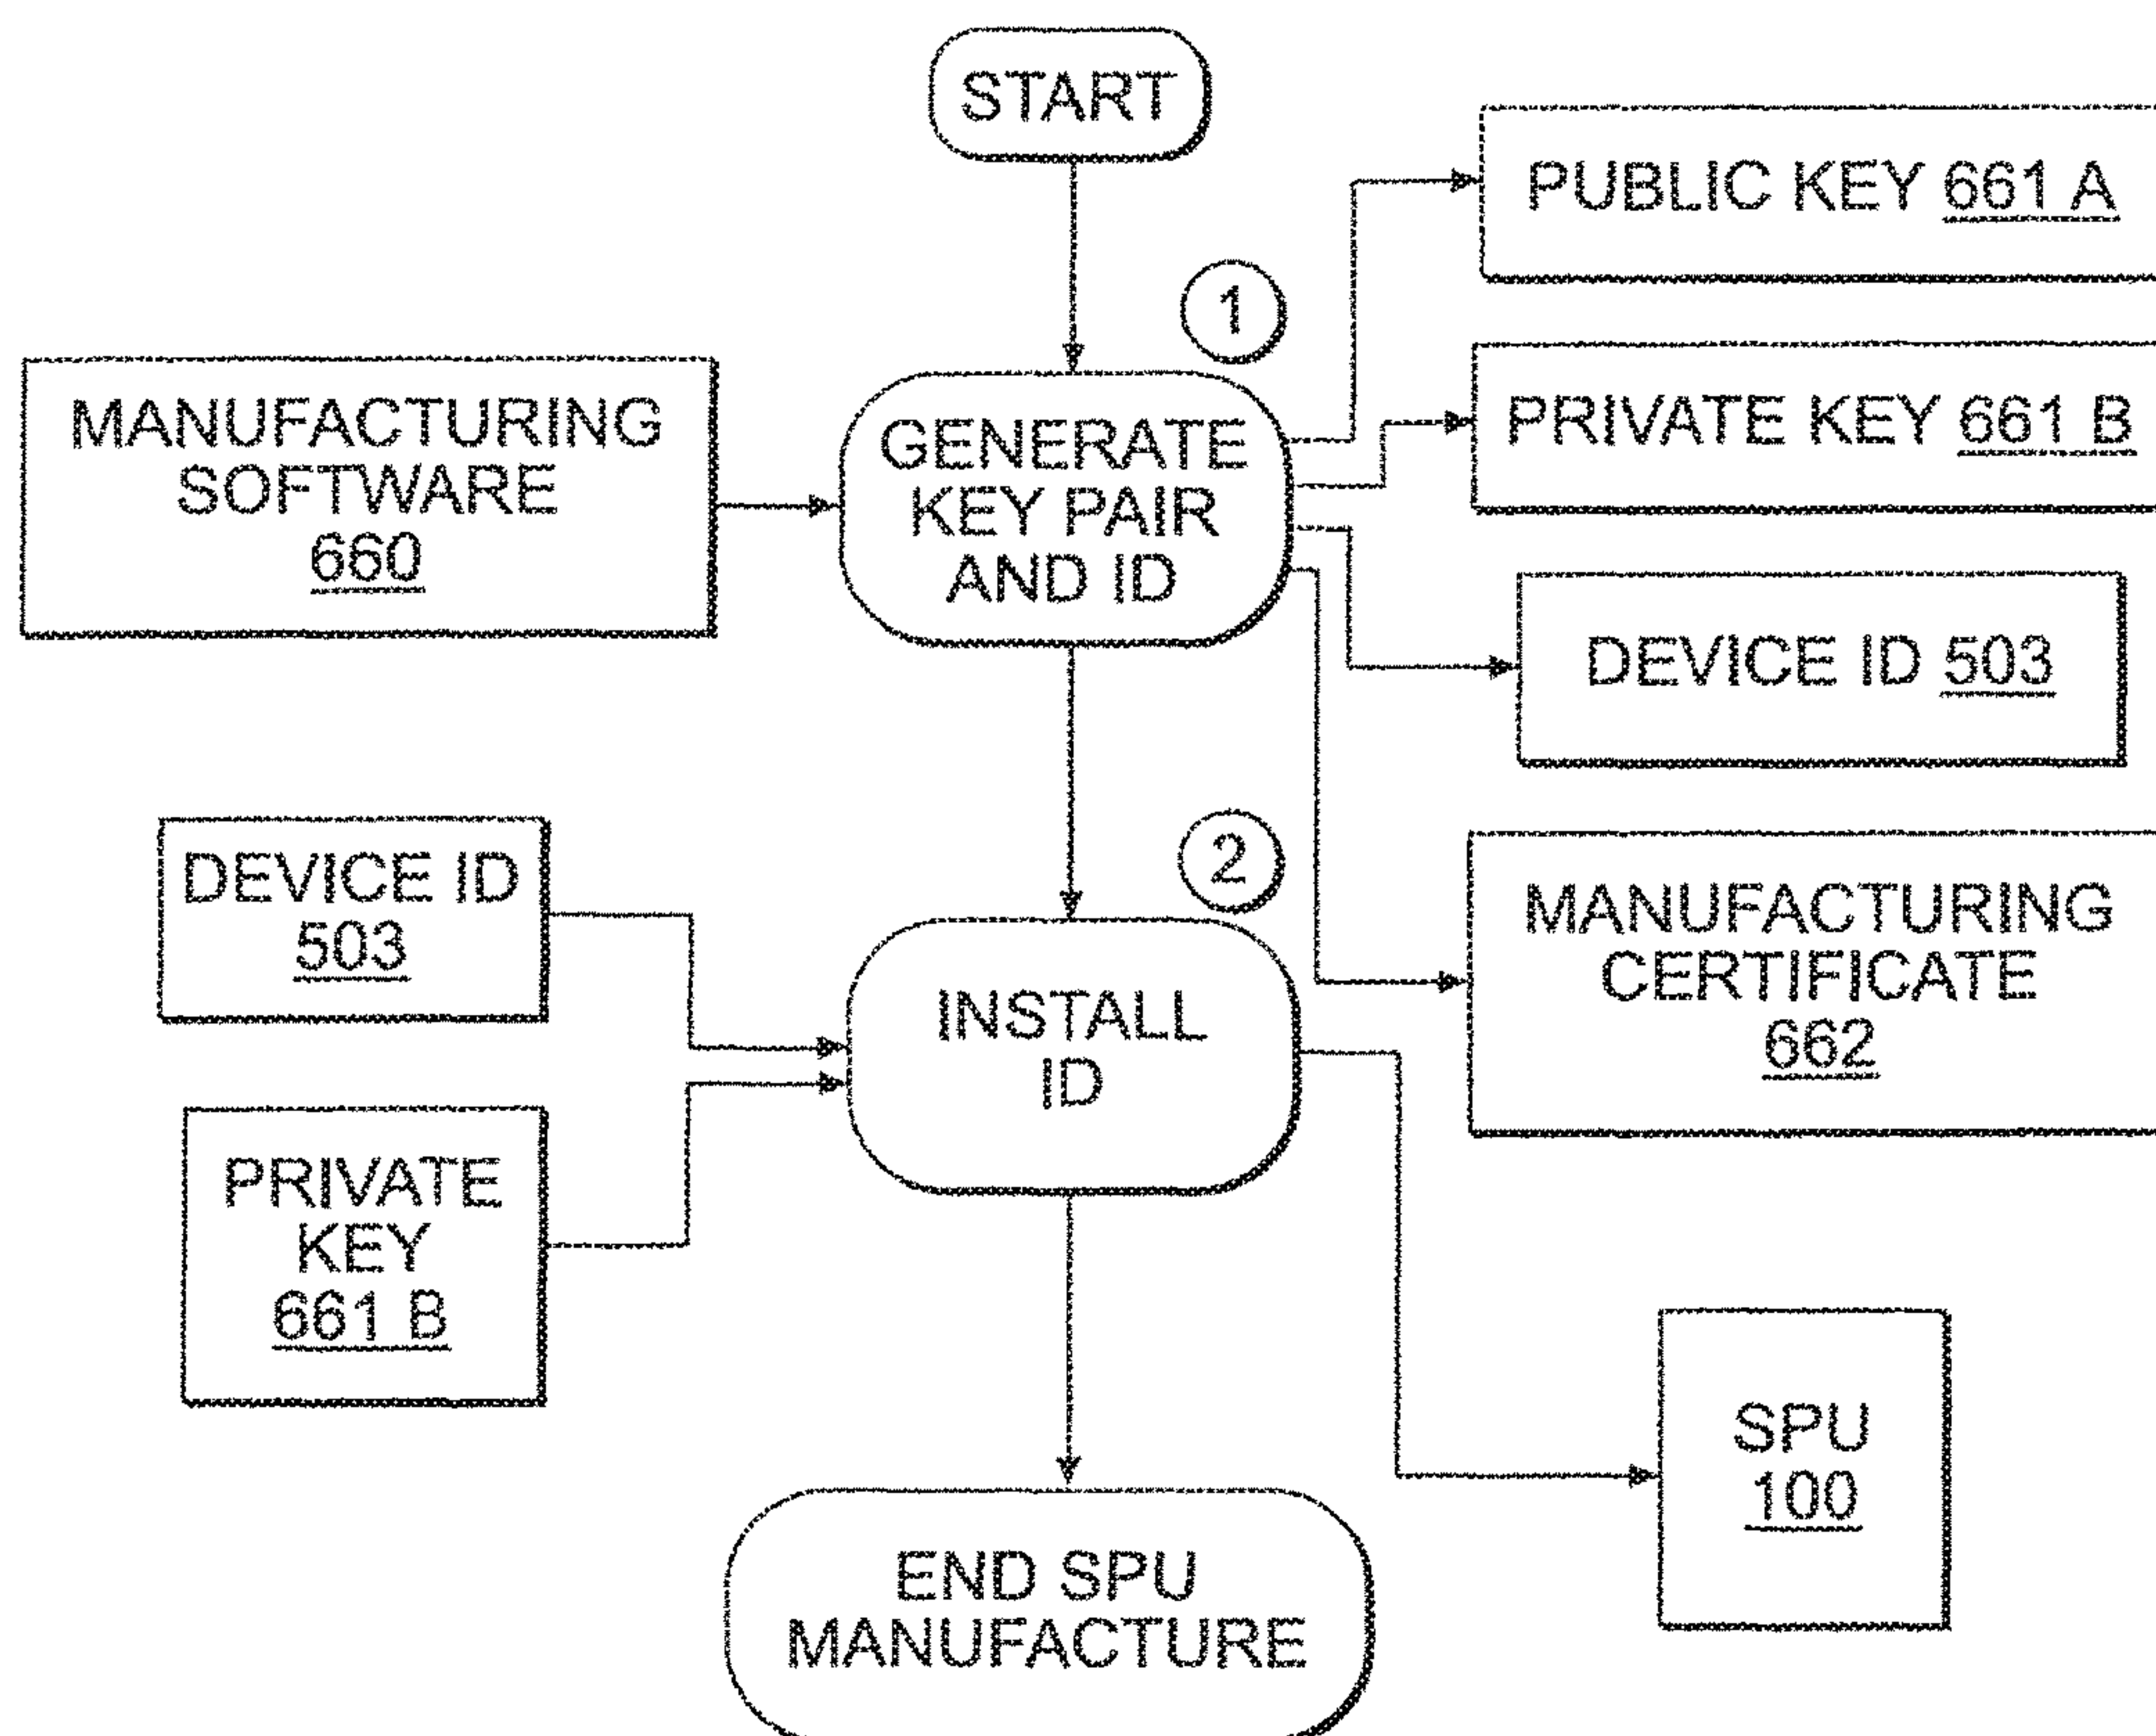 START
PUBLIC KEY 661 A
1
PRIVATE KEY 661 B
MANUFACTURING
SOFTWARE
660
GENERATE
KEY PAIR
AND ID
DEVICE ID 503
2
DEVICE ID
503
MANUFACTURING
CERTIFICATE
662
INSTALL
ID
PRIVATE
KEY
661 B
SPU
100
END SPU
MANUFACTURE